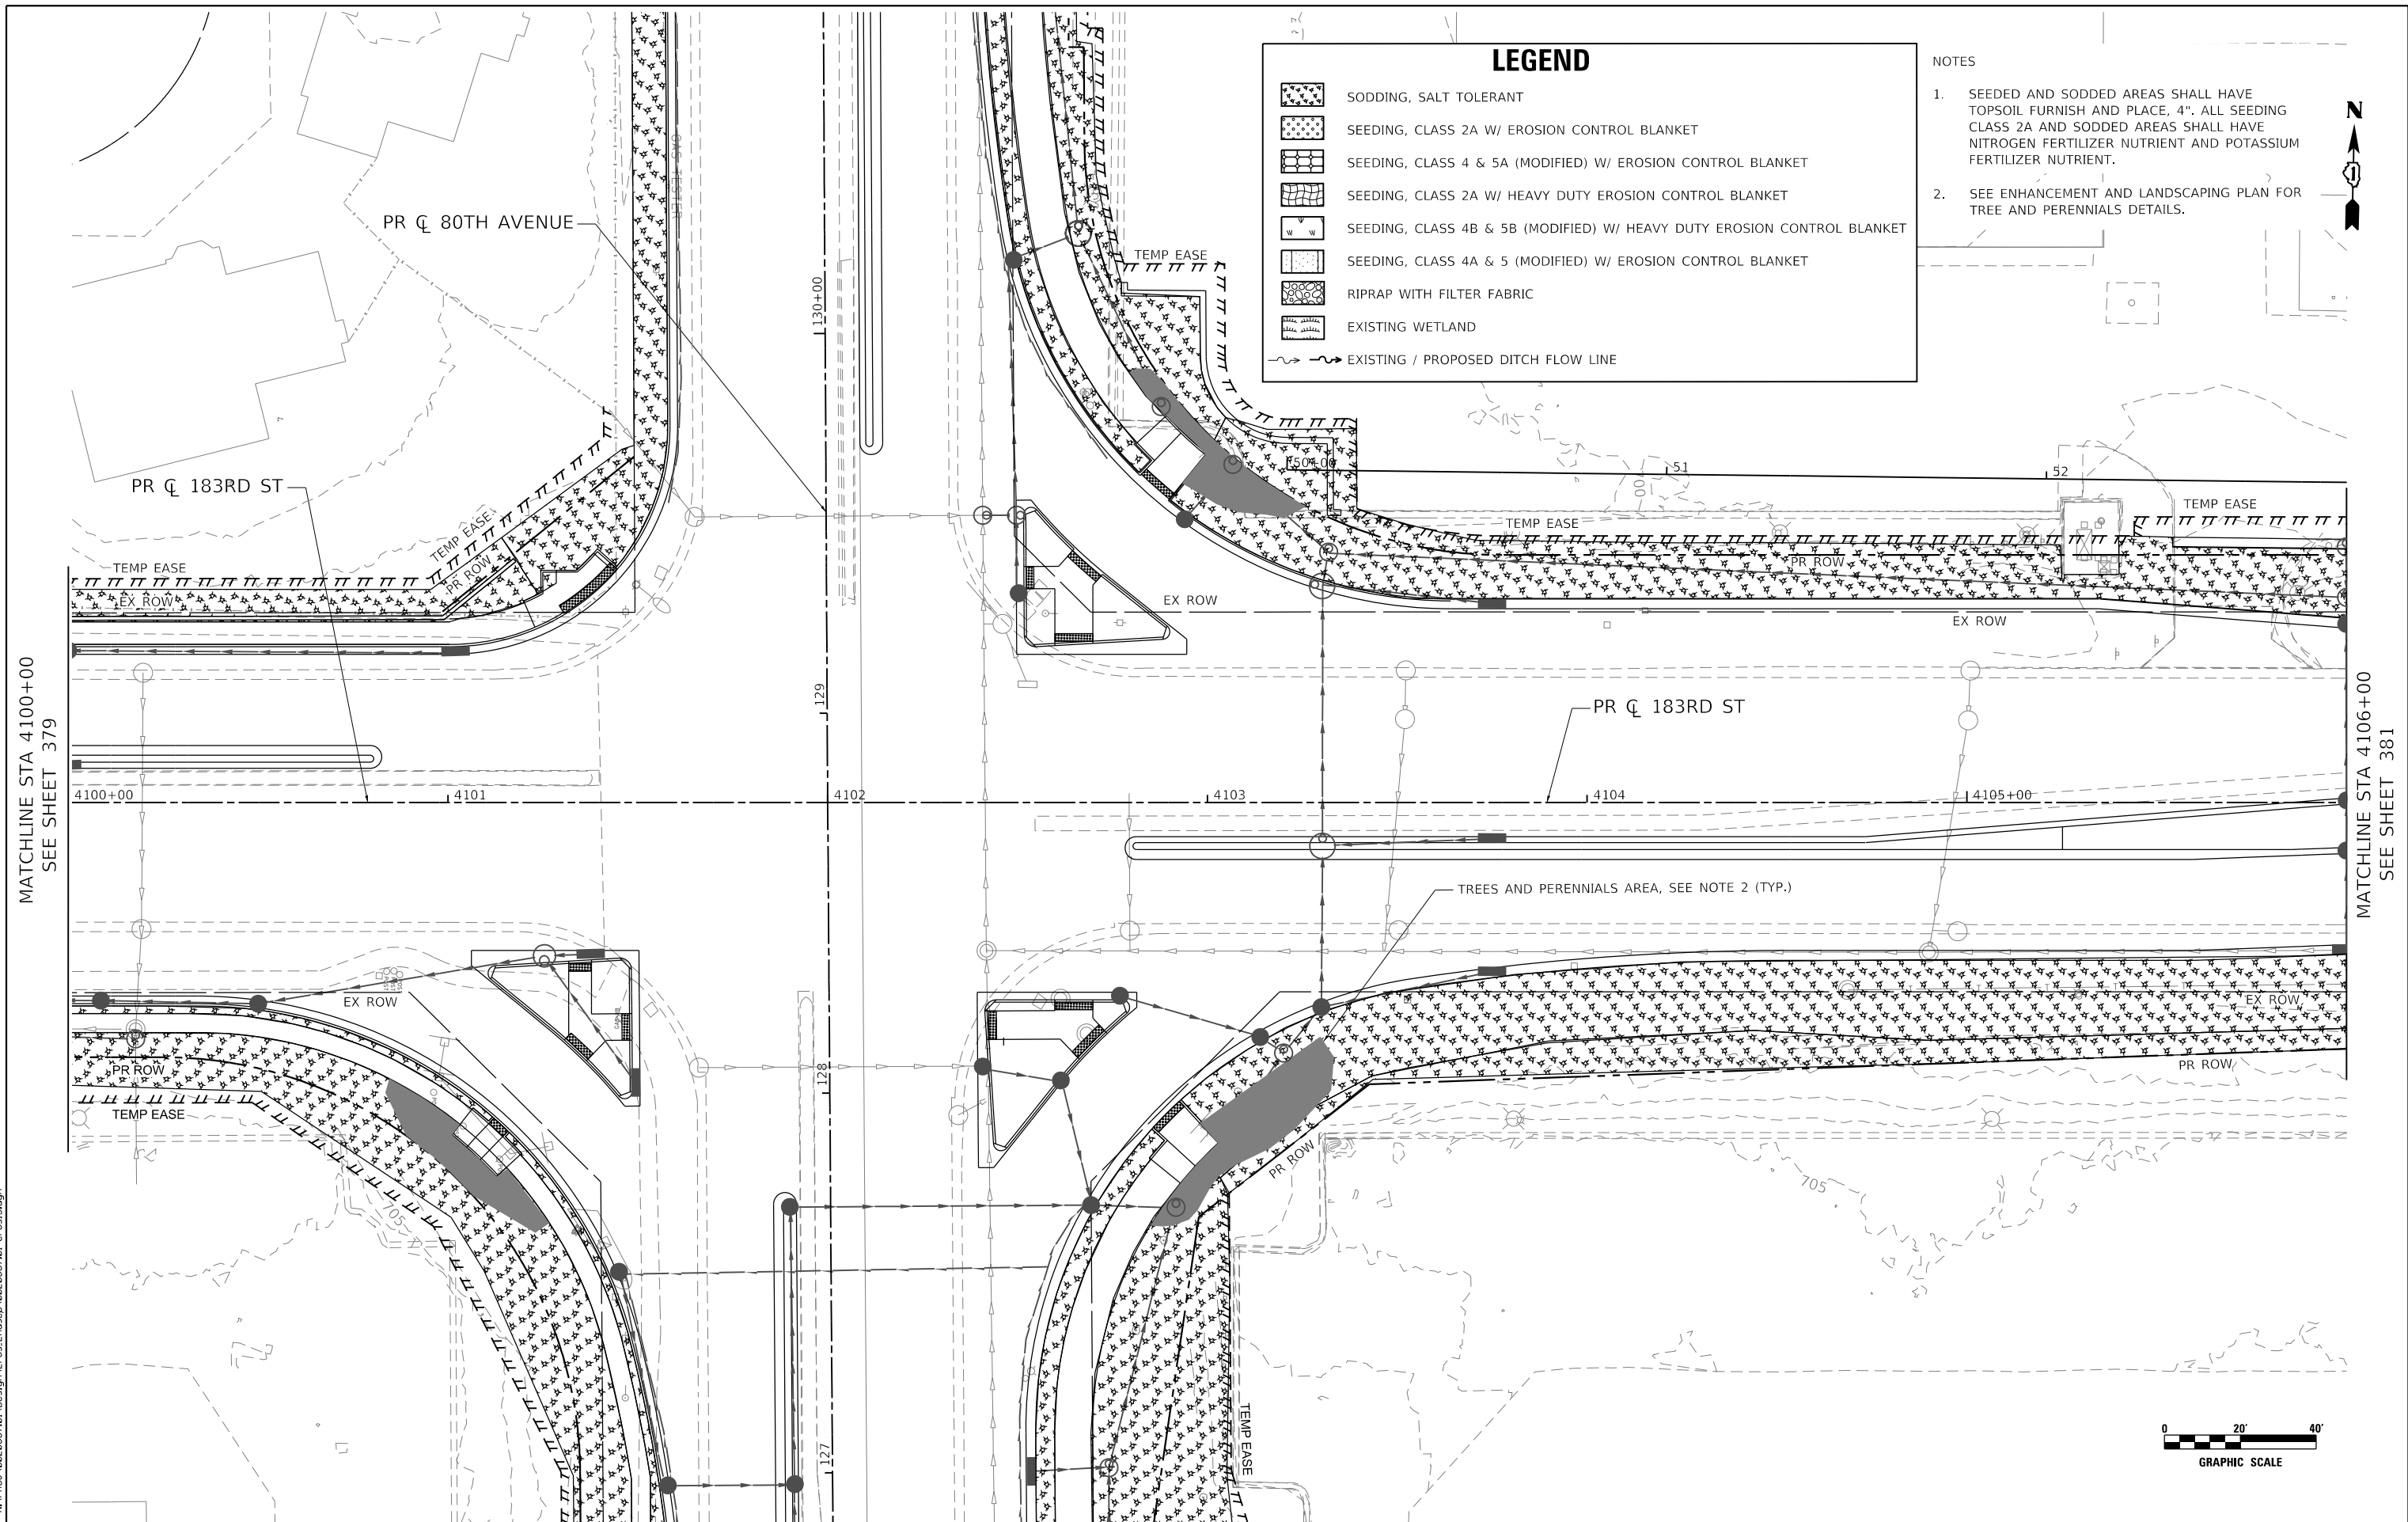 LEGEND
SODDING, SALT TOLERANT
SEEDING, CLASS 2A W/ EROSION CONTROL BLANKET
SEEDING, CLASS 4 & 5A (MODIFIED) W/ EROSION CONTROL BLANKET
SEEDING, CLASS 2A W/ HEAVY DUTY EROSION CONTROL BLANKET
SEEDING, CLASS 4B & 5B (MODIFIED) W/ HEAVY DUTY EROSION CONTROL BLANKET
SEEDING, CLASS 4A & 5 (MODIFIED) W/ EROSION CONTROL BLANKET
RIPRAP WITH FILTER FABRIC
EXISTING WETLAND
EXISTING / PROPOSED DITCH FLOW LINE
NOTES
1. SEEDED AND SODDED AREAS SHALL HAVE
TOPSOIL FURNISH AND PLACE, 4". ALL SEEDING
CLASS 2A AND SODDED AREAS SHALL HAVE
NITROGEN FERTILIZER NUTRIENT AND POTASSIUM
FERTILIZER NUTRIENT.
2. SEE ENHANCEMENT AND LANDSCAPING PLAN FOR
TREE AND PERENNIALS DETAILS.
N
PR ℄ 80TH AVENUE
130+00
TEMP EASE
PR ℄ 183RD ST
50+00
51
52
TEMP EASE
TEMP EASE
TEMP EASE
PR ROW
TEMP EASE
PR ROW
EX ROW
EX ROW
EX ROW
129
PR ℄ 183RD ST
MATCHLINE STA 4100+00
SEE SHEET 379
MATCHLINE STA 4106+00
SEE SHEET 381
4100+00
4101
4102
4103
4104
4105+00
TREES AND PERENNIALS AREA, SEE NOTE 2 (TYP.)
EX ROW
EX ROW
PR ROW
PR ROW
TEMP EASE
128
PR ROW
705
705
TEMP EASE
127
0 20' 40'
GRAPHIC SCALE